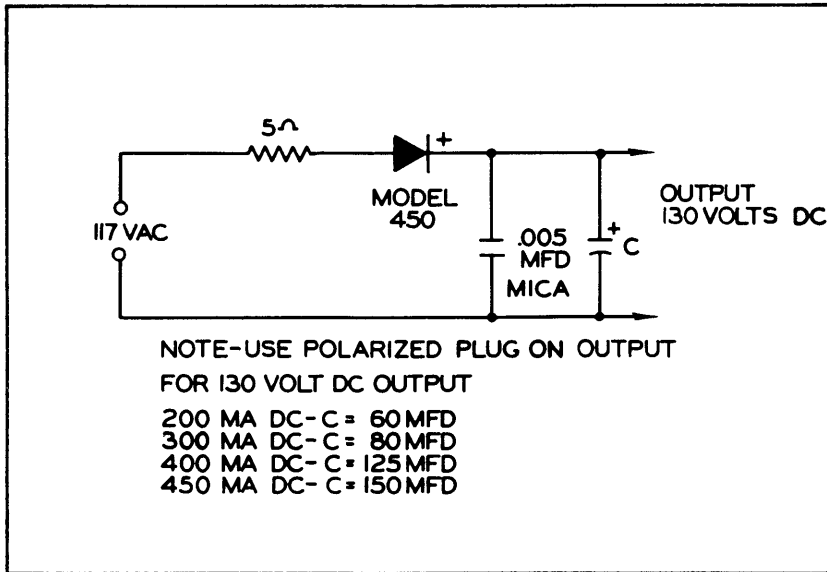 5Ω
+
MODEL
450
117 VAC
.005
MFD
MICA
+
C
OUTPUT
130 VOLTS DC
NOTE-USE POLARIZED PLUG ON OUTPUT
FOR 130 VOLT DC OUTPUT
200 MA DC-C= 60 MFD
300 MA DC-C= 80 MFD
400 MA DC-C= 125 MFD
450 MA DC-C= 150 MFD